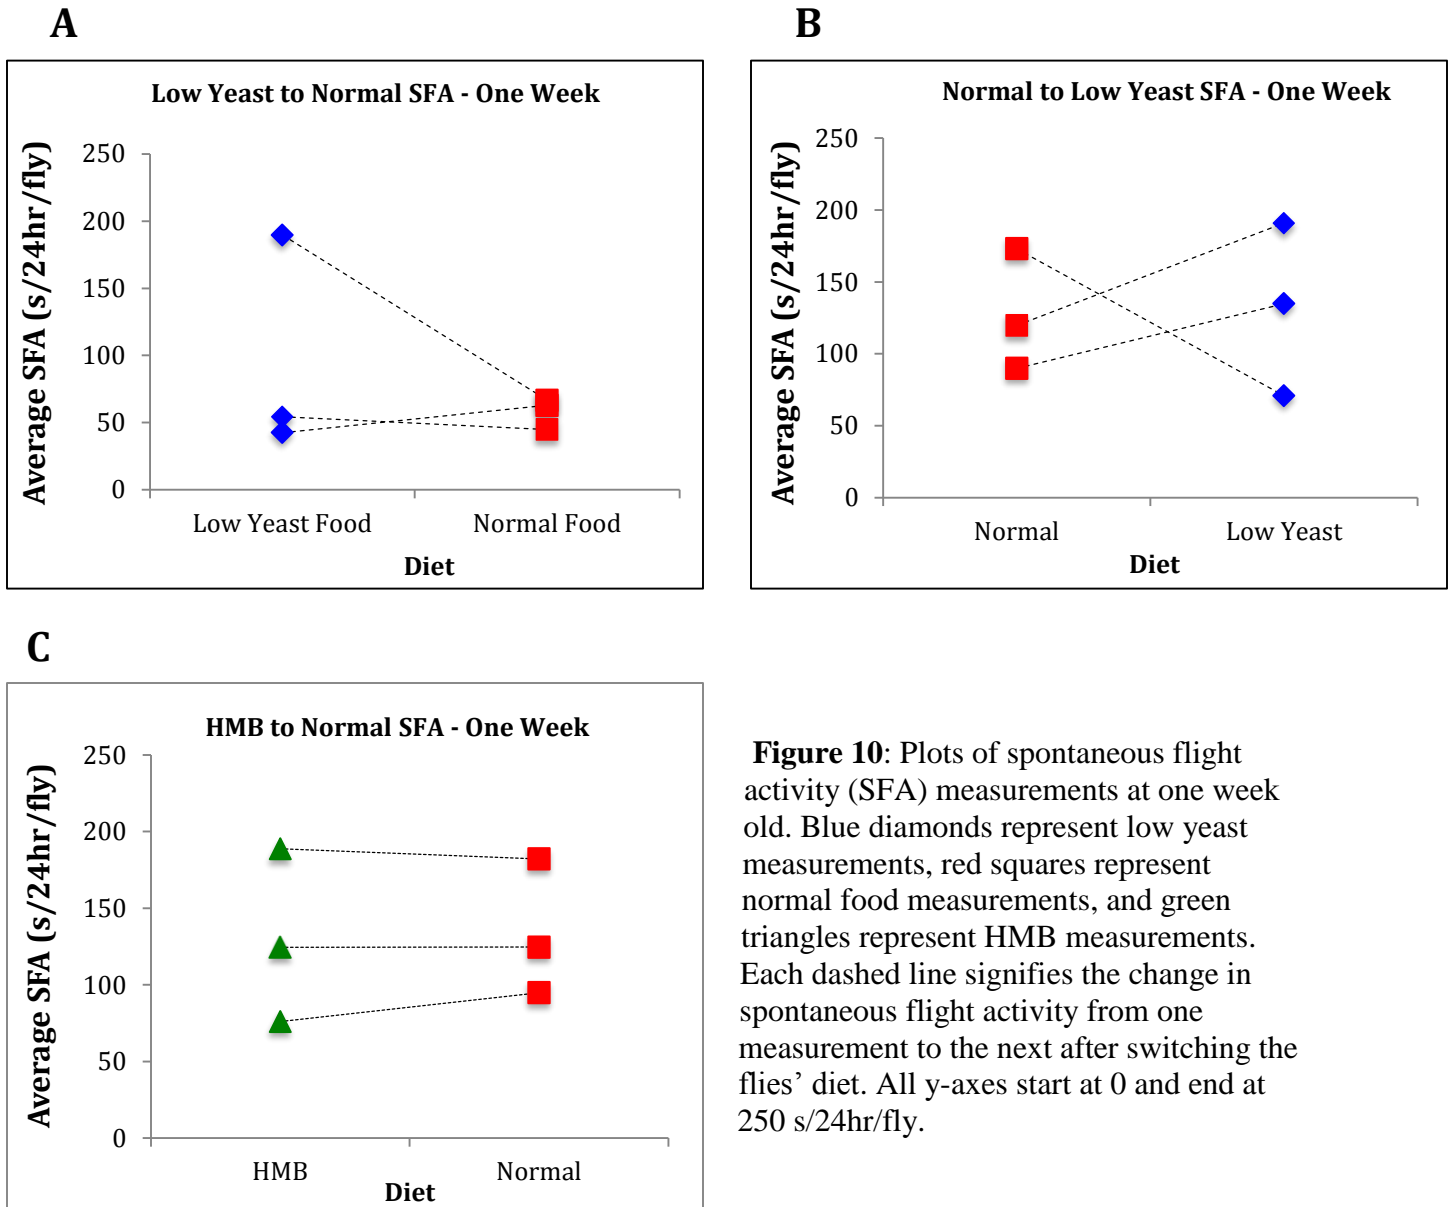 A
Low Yeast to Normal SFA - One Week
Average SFA (s/24hr/fly)
250
200
150
100
50
0
Low Yeast Food
Normal Food
Diet
B
Normal to Low Yeast SFA - One Week
Average SFA (s/24hr/fly)
250
200
150
100
50
0
Normal
Low Yeast
Diet
C
HMB to Normal SFA - One Week
Average SFA (s/24hr/fly)
250
200
150
100
50
0
HMB
Normal
Diet
Figure 10: Plots of spontaneous flight
activity (SFA) measurements at one week
old. Blue diamonds represent low yeast
measurements, red squares represent
normal food measurements, and green
triangles represent HMB measurements.
Each dashed line signifies the change in
spontaneous flight activity from one
measurement to the next after switching the
flies’ diet. All y-axes start at 0 and end at
250 s/24hr/fly.